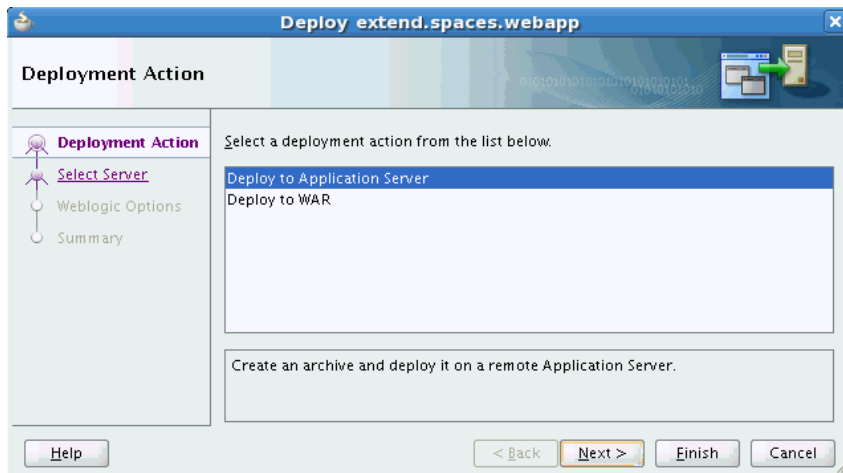 Deploy extend.spaces.webapp
Deployment Action
Deployment Action
Select Server
Weblogic Options
Summary
Select a deployment action from the list below.
Deploy to Application Server
Deploy to WAR
Create an archive and deploy it on a remote Application Server.
Help
< Back
Next >
Finish
Cancel